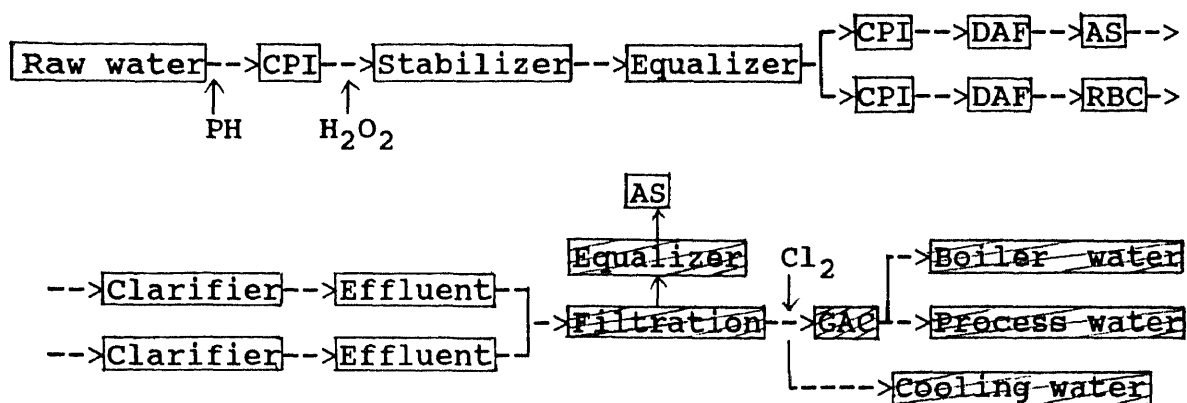 CPI DAF AS
Raw water CPI Stabilizer Equalizer
CPI DAF RBC
PH H₂O₂
AS
Equalizer Cl₂ Boiler water
Clarifier Effluent
Filtration GAC Process water
Clarifier Effluent
Cooling water